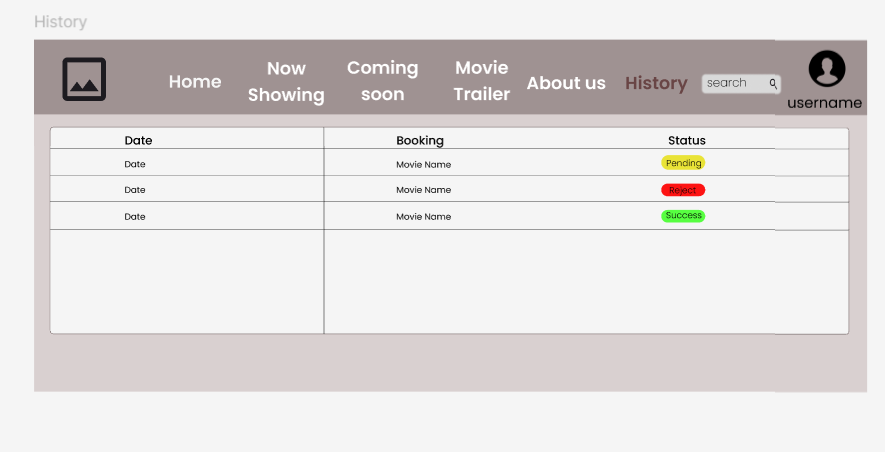 History
Home
Now
Showing
Coming
soon
Movie
Trailer
About us
History
search
username
Date Booking Status
Date Movie Name Pending
Date Movie Name Reject
Date Movie Name Success